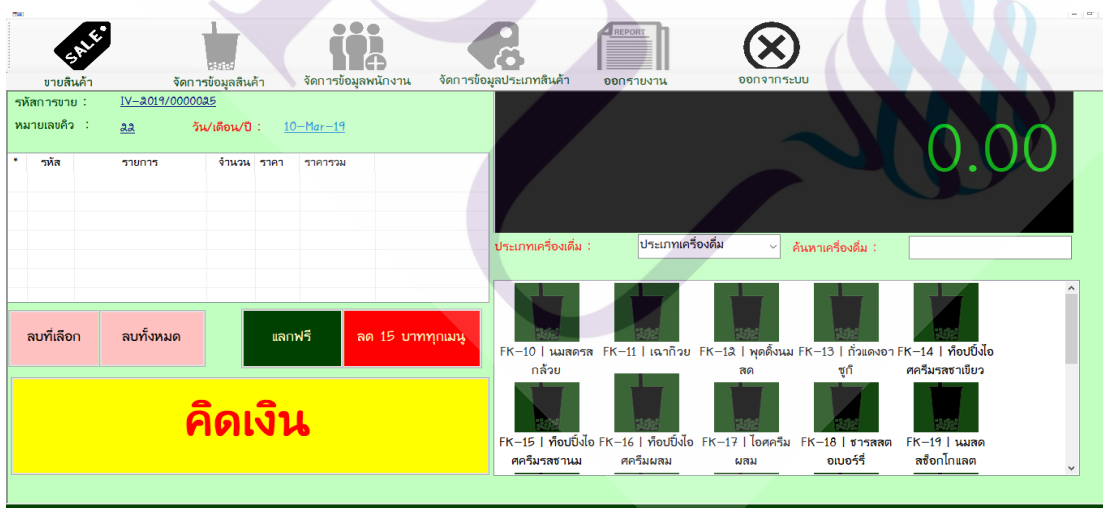 SALE
REPORT
ขายสินค้า
จัดการข้อมูลสินค้า
จัดการข้อมูลพนักงาน
จัดการข้อมูลประเภทสินค้า
ออกรายงาน
ออกจากระบบ
รหัสการขาย : IV-2019/0000025
หมายเลขคิว : 22 วัน/เดือน/ปี : 10-Mar-19
0.00
* รหัส รายการ จำนวน ราคา ราคารวม
ประเภทเครื่องเดิ่ม : ประเภทเครื่องดื่ม ค้นหาเครื่องดื่ม :
ลบที่เลือก
ลบทั้งหมด
แลกฟรี
ลด 15 บาททุกเมนู
คิดเงิน
FK-10 | นมสดรส
กล้วย
FK-11 | เฉาก๊วย
FK-12 | พุดดิ้งนม
สด
FK-13 | ถั่วแดงอา
ซูกิ
FK-14 | ท็อปปิ้งไอ
ศครีมรสชาเขียว
FK-15 | ท็อปปิ้งไอ
ศครีมรสชานม
FK-16 | ท็อปปิ้งไอ
ศครีมผสม
FK-17 | ไอศครีม
ผสม
FK-18 | ชารสสต
อเบอร์รี่
FK-19 | นมสด
สช็อกโกแลต